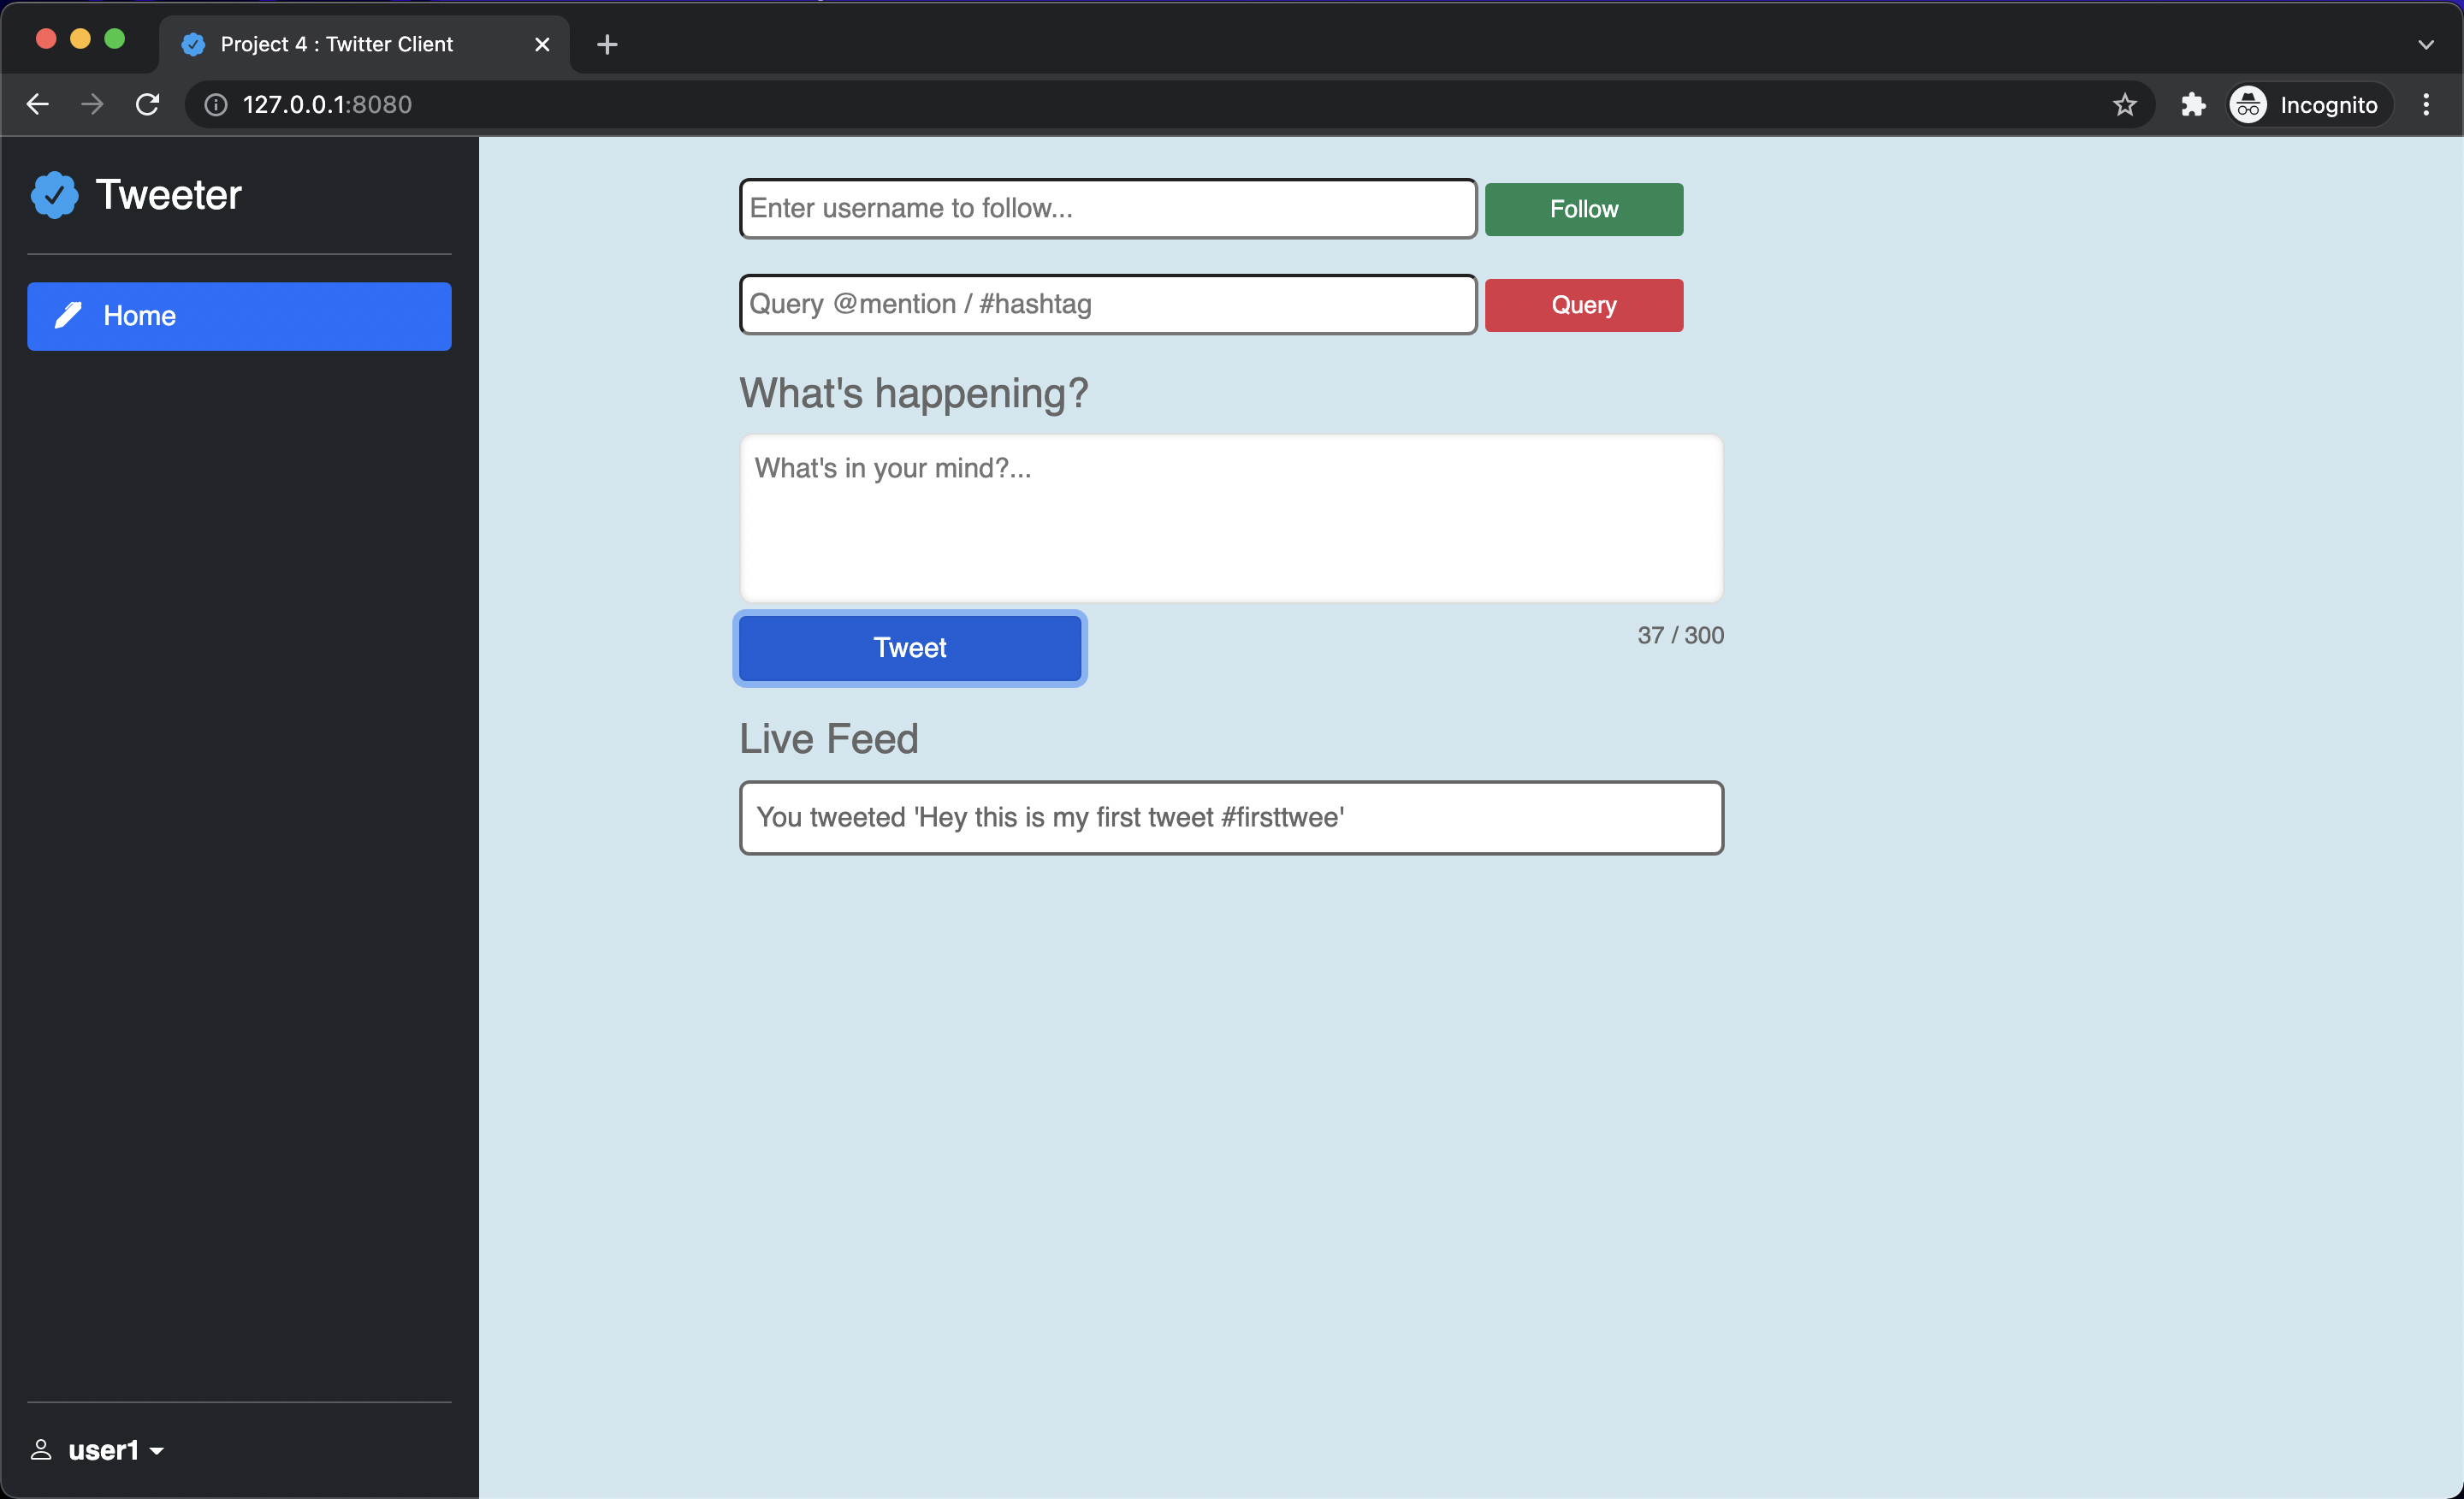 Project 4 : Twitter Client
127.0.0.1:8080
Incognito
Tweeter
Home
Enter username to follow...
Follow
Query @mention / #hashtag
Query
What's happening?
What's in your mind?...
Tweet
37 / 300
Live Feed
You tweeted 'Hey this is my first tweet #firsttwee'
user1